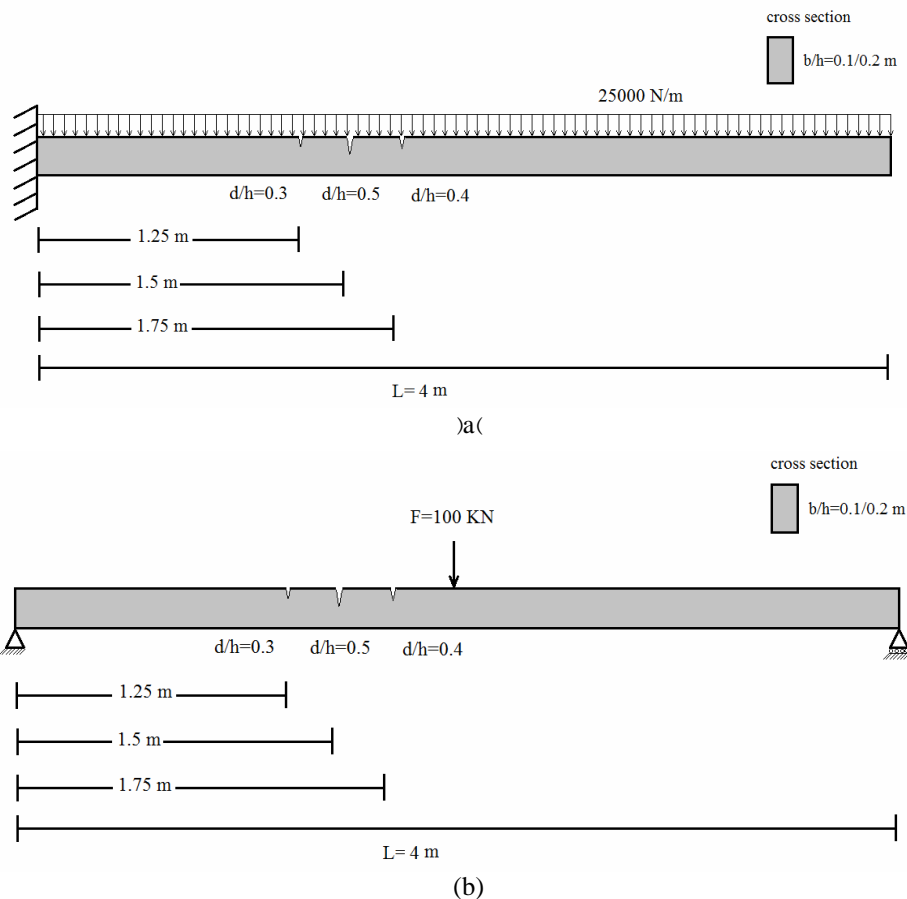 cross section
b/h=0.1/0.2 m
25000 N/m
d/h=0.3 d/h=0.5 d/h=0.4
1.25 m
1.5 m
1.75 m
L= 4 m
)a(
cross section
b/h=0.1/0.2 m
F=100 KN
d/h=0.3 d/h=0.5 d/h=0.4
1.25 m
1.5 m
1.75 m
L= 4 m
(b)